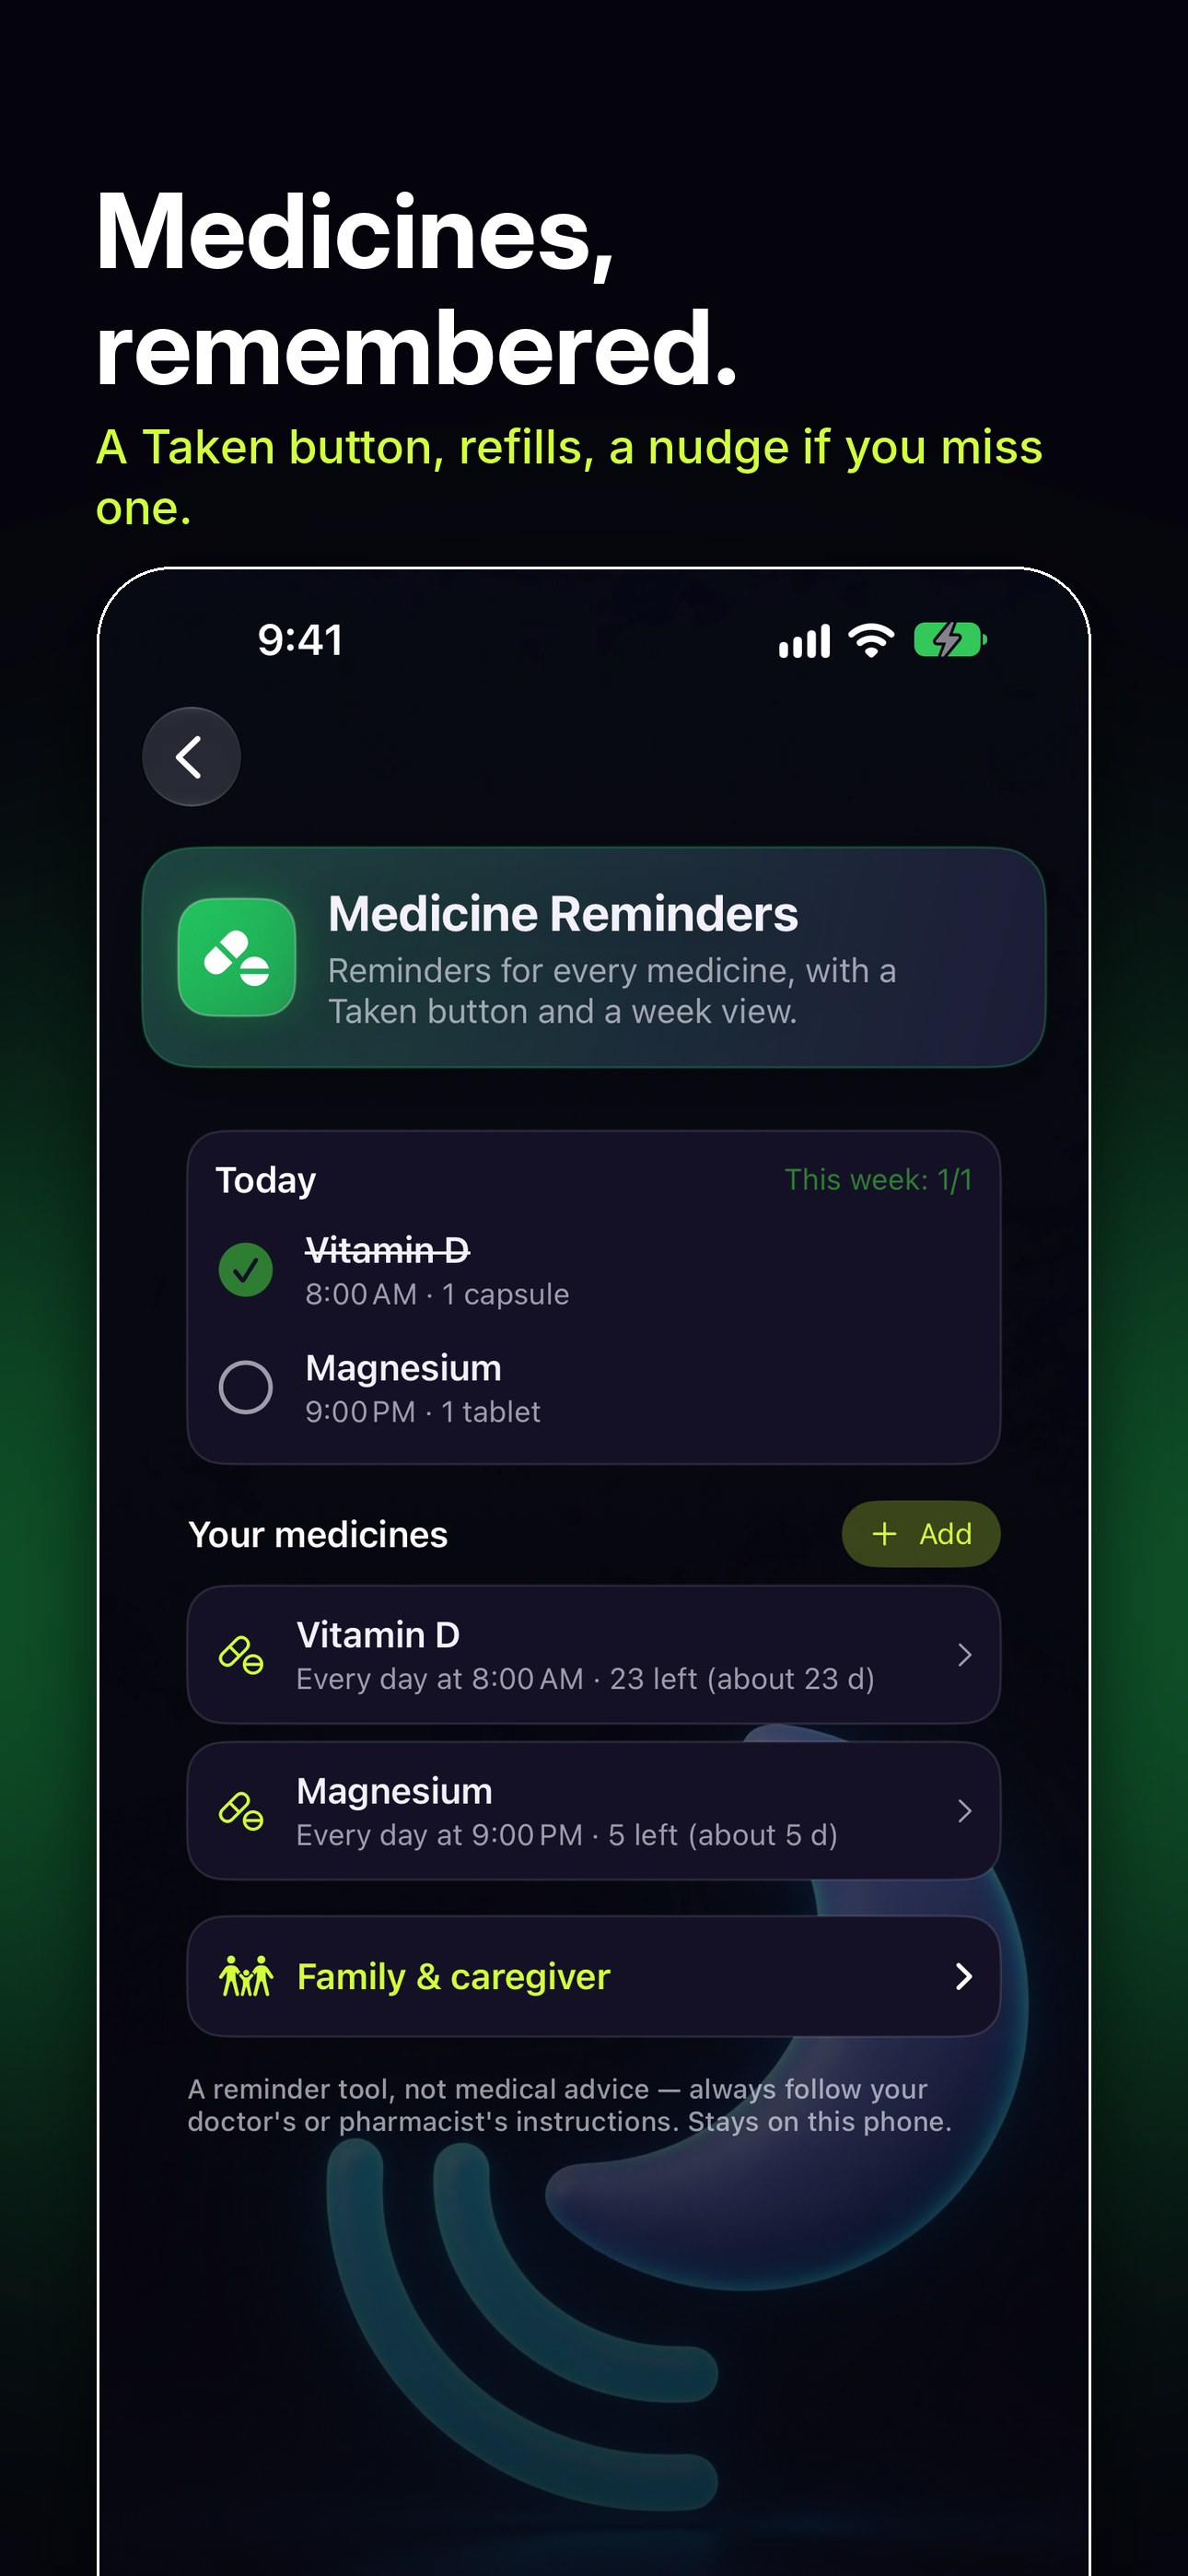 Medicines,
remembered.
A Taken button, refills, a nudge if you miss
one.
9:41
Medicine Reminders
Reminders for every medicine, with a
Taken button and a week view.
Today
This week: 1/1
Vitamin D
8:00 AM · 1 capsule
Magnesium
9:00 PM · 1 tablet
Your medicines
+ Add
Vitamin D
Every day at 8:00 AM · 23 left (about 23 d)
Magnesium
Every day at 9:00 PM · 5 left (about 5 d)
Family & caregiver
A reminder tool, not medical advice — always follow your
doctor's or pharmacist's instructions. Stays on this phone.